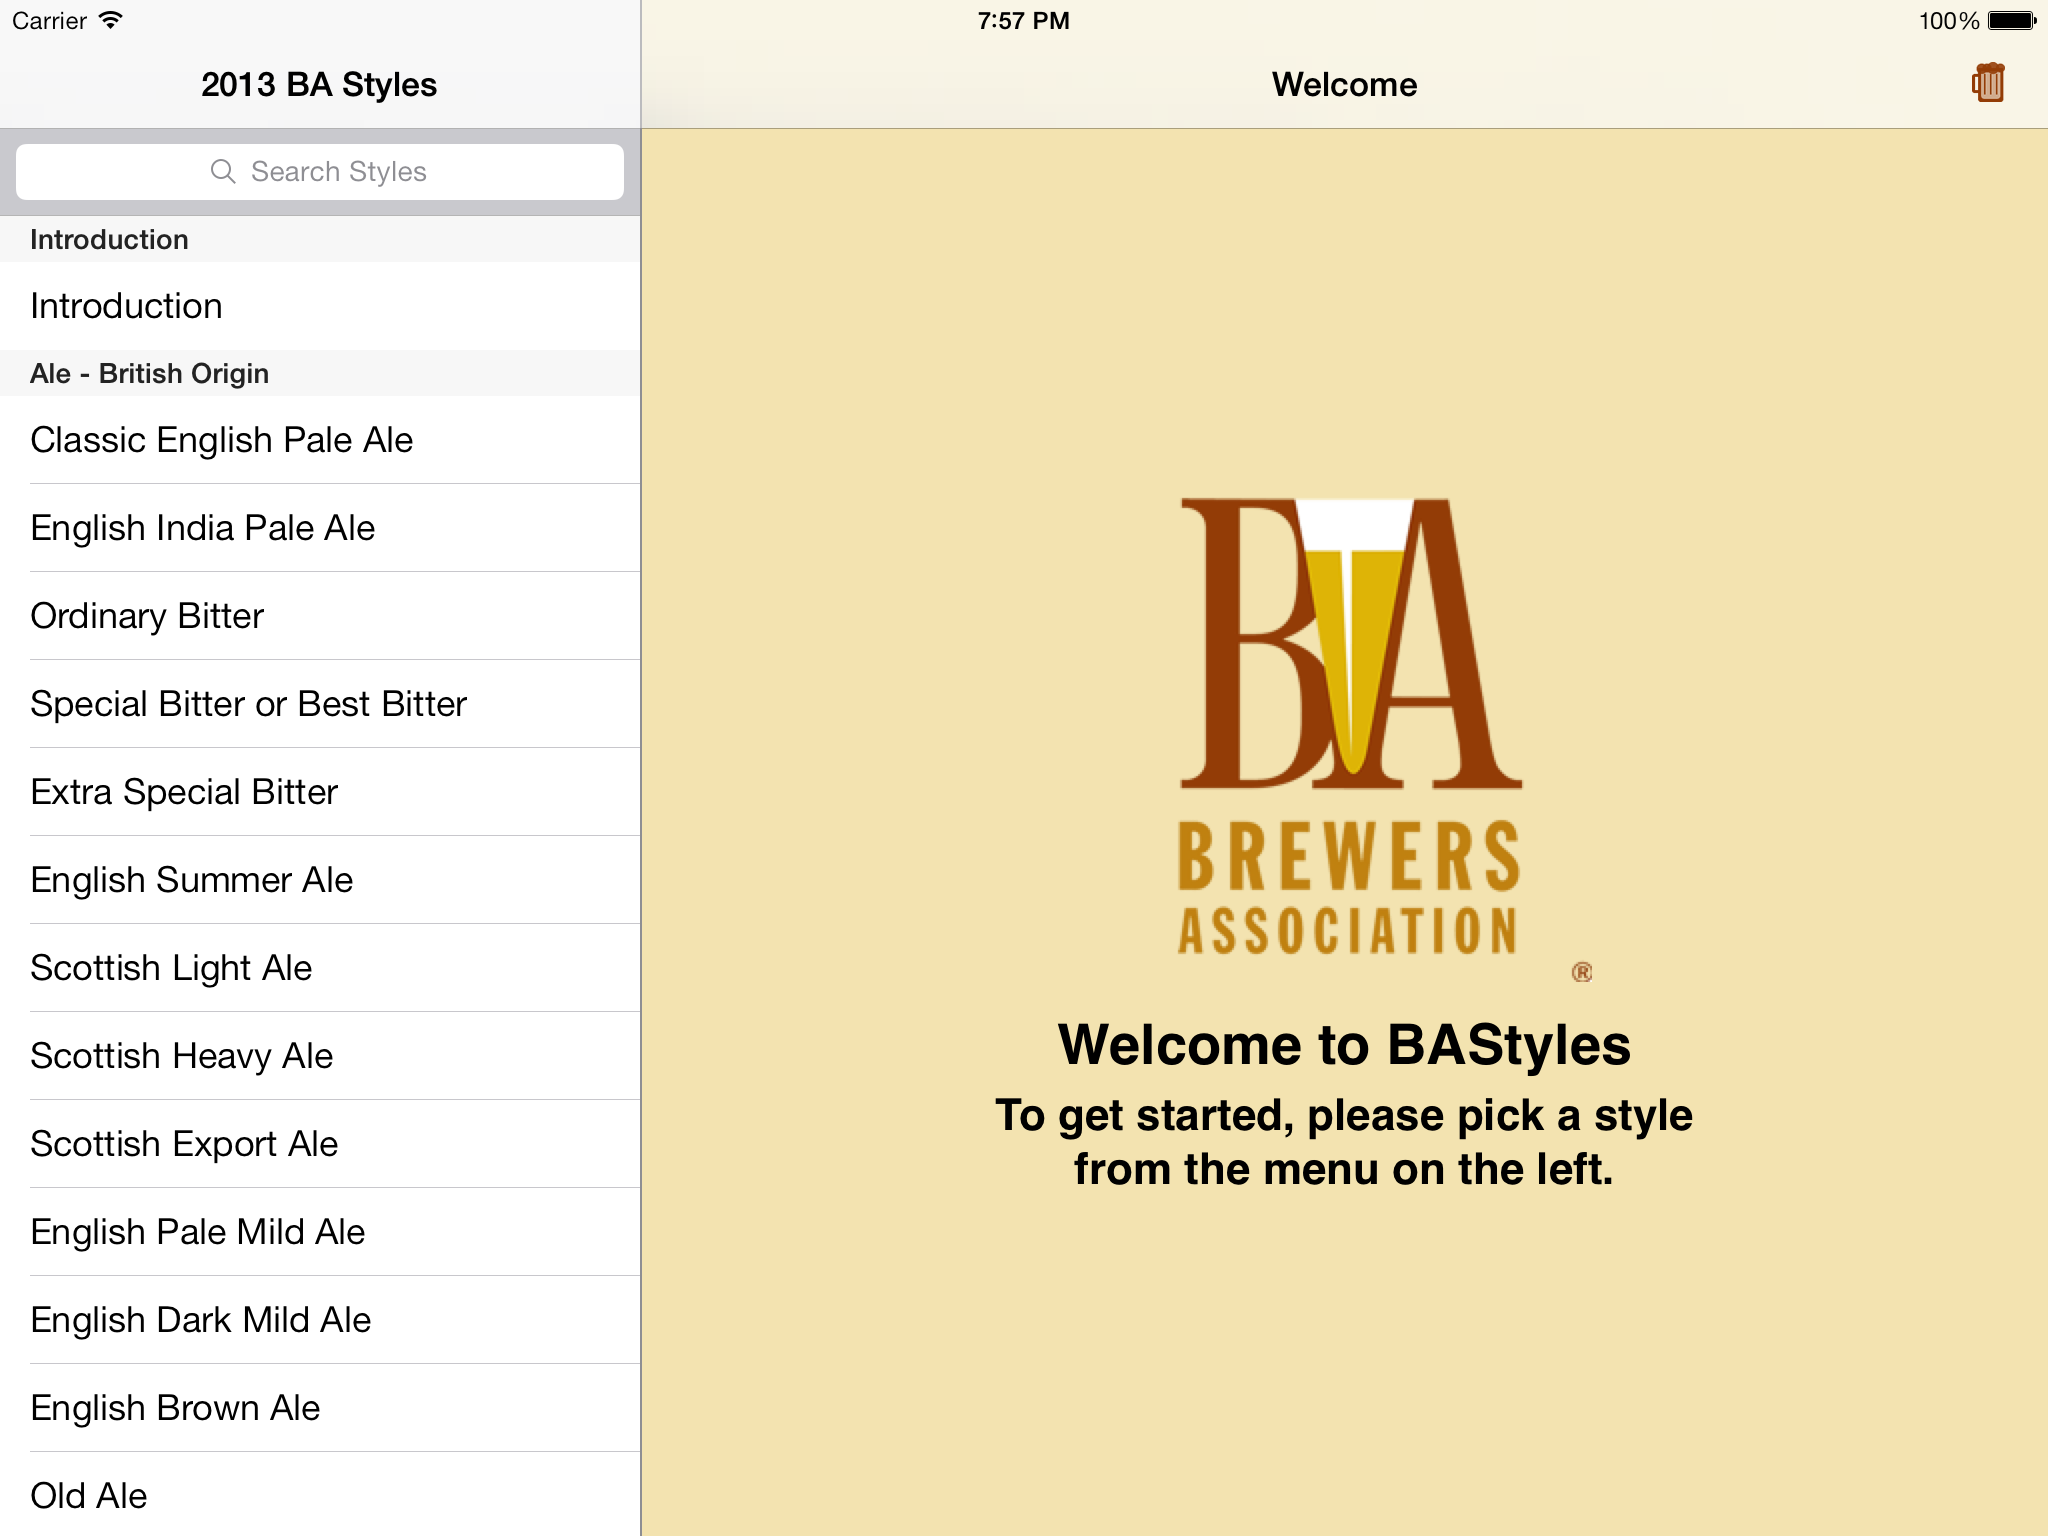 Carrier
7:57 PM
100%
2013 BA Styles
Welcome
Search Styles
Introduction
Introduction
Ale - British Origin
Classic English Pale Ale
English India Pale Ale
Ordinary Bitter
Special Bitter or Best Bitter
Extra Special Bitter
English Summer Ale
Scottish Light Ale
Scottish Heavy Ale
Scottish Export Ale
English Pale Mild Ale
English Dark Mild Ale
English Brown Ale
Old Ale
BA
BREWERS
ASSOCIATION
®
Welcome to BAStyles
To get started, please pick a style
from the menu on the left.